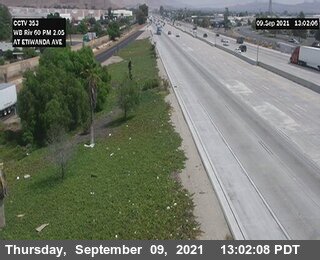 CCTV 353
WB Riv 60 PM 2.05
AT ETIWANDA AVE
09.Sep.2021 13:02:06
Thursday, September 09, 2021 13:02:08 PDT